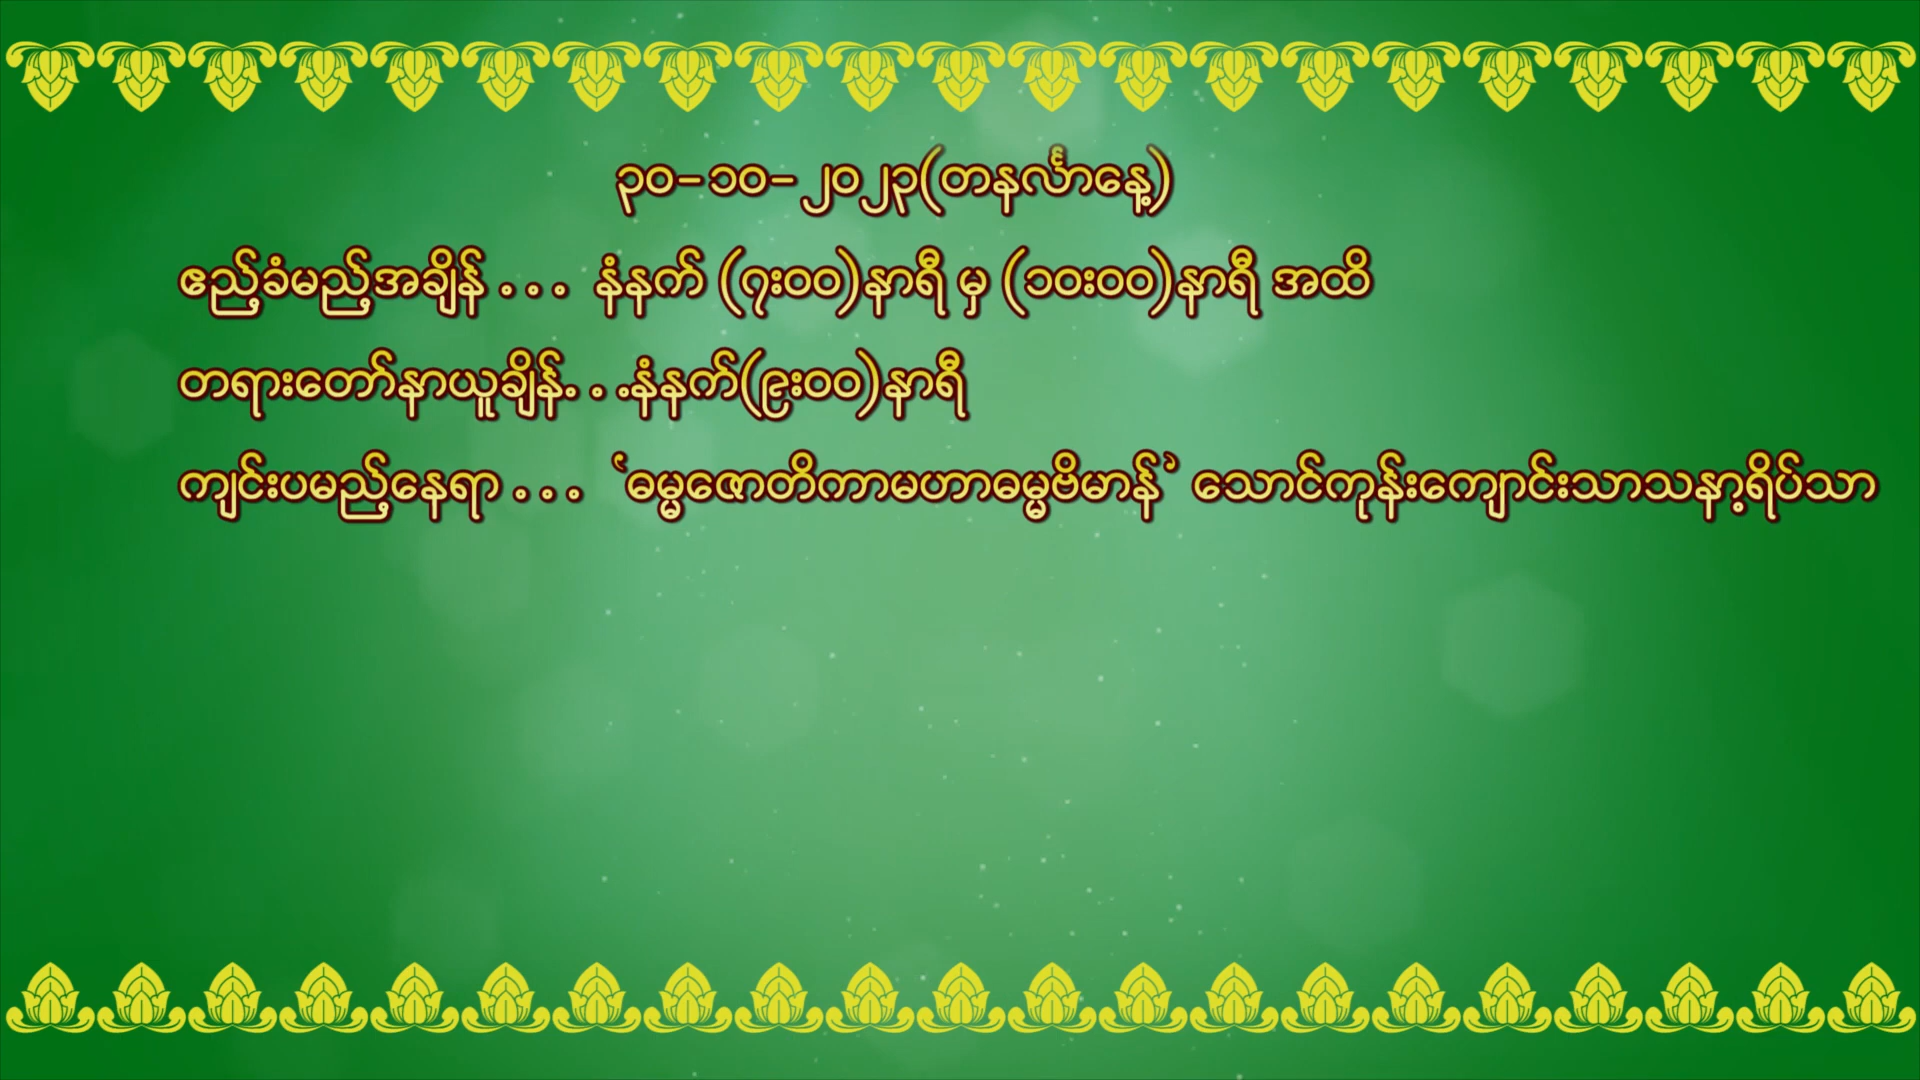 ၃၀-၁၀-၂၀၂၃(တနင်္လာနေ့)
ဧည့်ခံမည့်အချိန် . . . နံနက် (၇း၀၀)နာရီ မှ (၁၀း၀၀)နာရီ အထိ
တရားတော်နာယူချိန်. . .နံနက်(၉း၀၀)နာရီ
ကျင်းပမည့်နေရာ . . . ‘ဓမ္မဇောတိကာမဟာဓမ္မဗိမာန်’ သောင်ကုန်းကျောင်းသာသနာ့ရိပ်သာ